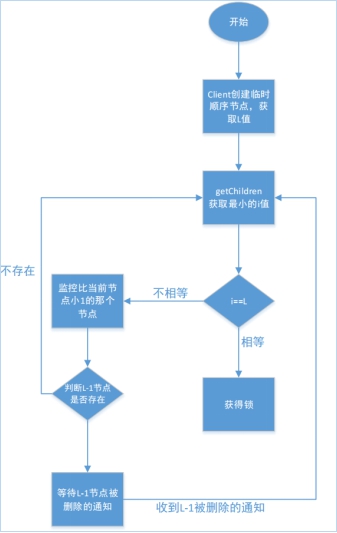 开始
Client创建临时
顺序节点，获
取L值
getChildren
获取最小的i值
不存在
监控比当前节
点小1的那个
节点
不相等
i==L
相等
判断L-1节点
是否存在
获得锁
等待L-1节点被
删除的通知
收到L-1被删除的通知